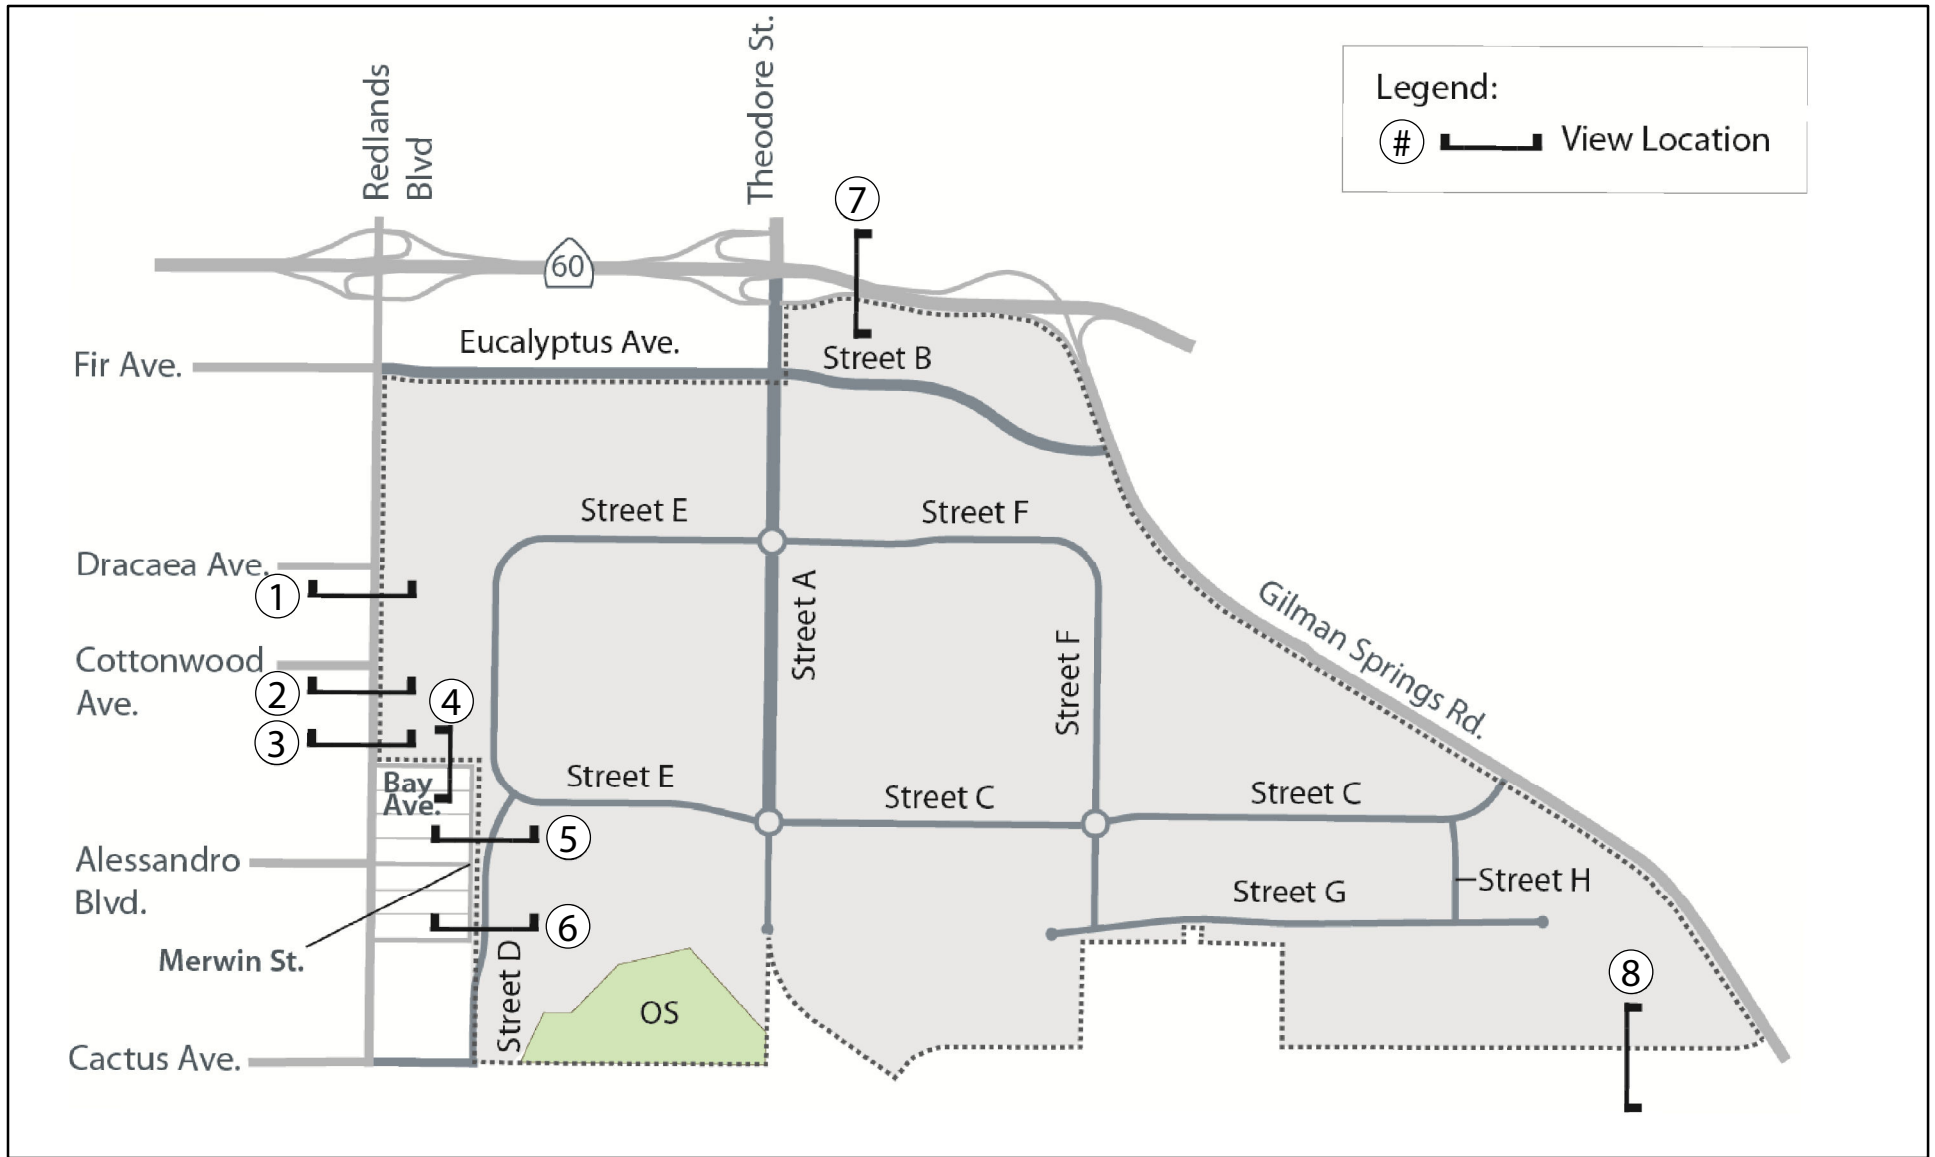 Redlands
Blvd
Theodore St.
Legend:
# View Location
7
60
Eucalyptus Ave.
Fir Ave.
Street B
Street E
Street F
Dracaea Ave.
1
Street A
Gilman Springs Rd.
Cottonwood
Ave.
2
4
Street F
3
Bay
Ave.
Street E
Street C
Street C
5
Alessandro
Blvd.
Street G
Street H
6
Merwin St.
Street D
OS
8
Cactus Ave.